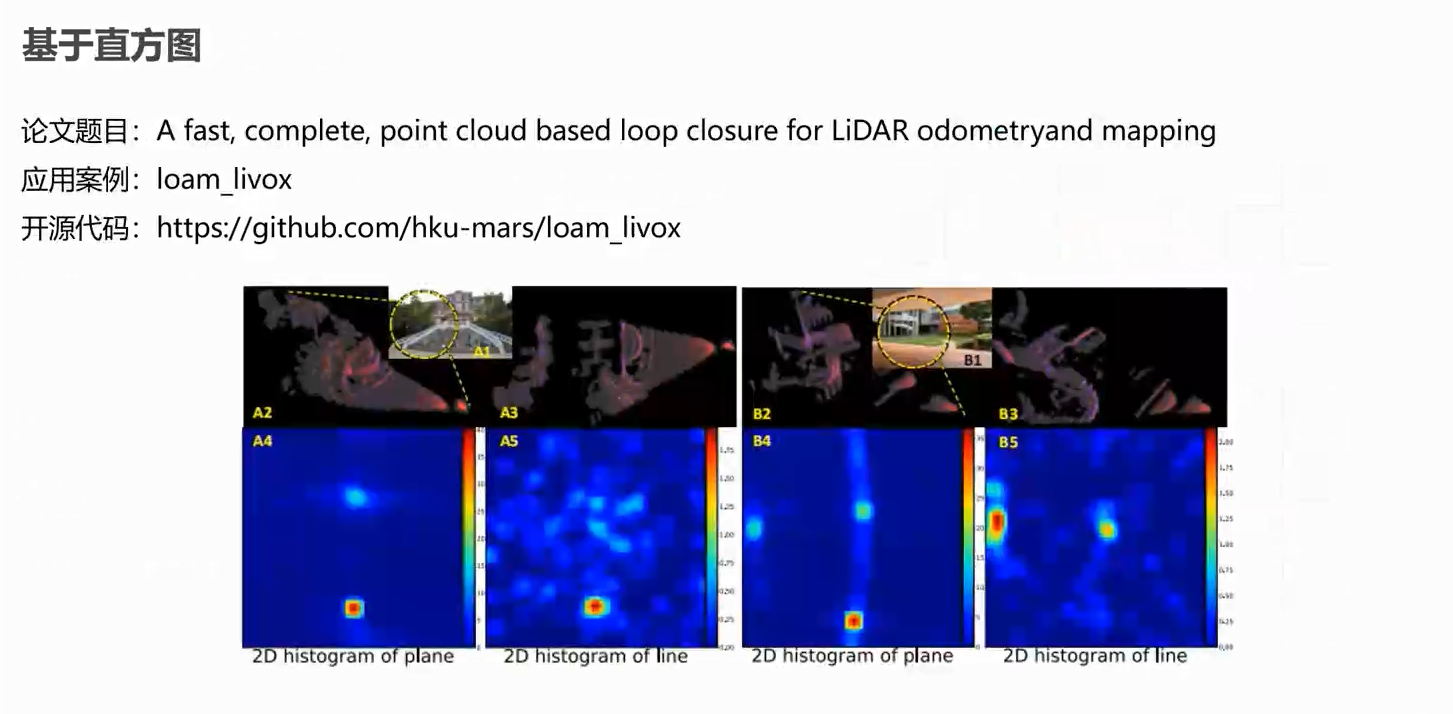 基于直方图
论文题目：A fast, complete, point cloud based loop closure for LiDAR odometryand mapping
应用案例：loam_livox
开源代码：https://github.com/hku-mars/loam_livox
A1
B1
A2
A3
B2
B3
A4
A5
B4
B5
2D histogram of plane
2D histogram of line
2D histogram of plane
2D histogram of line